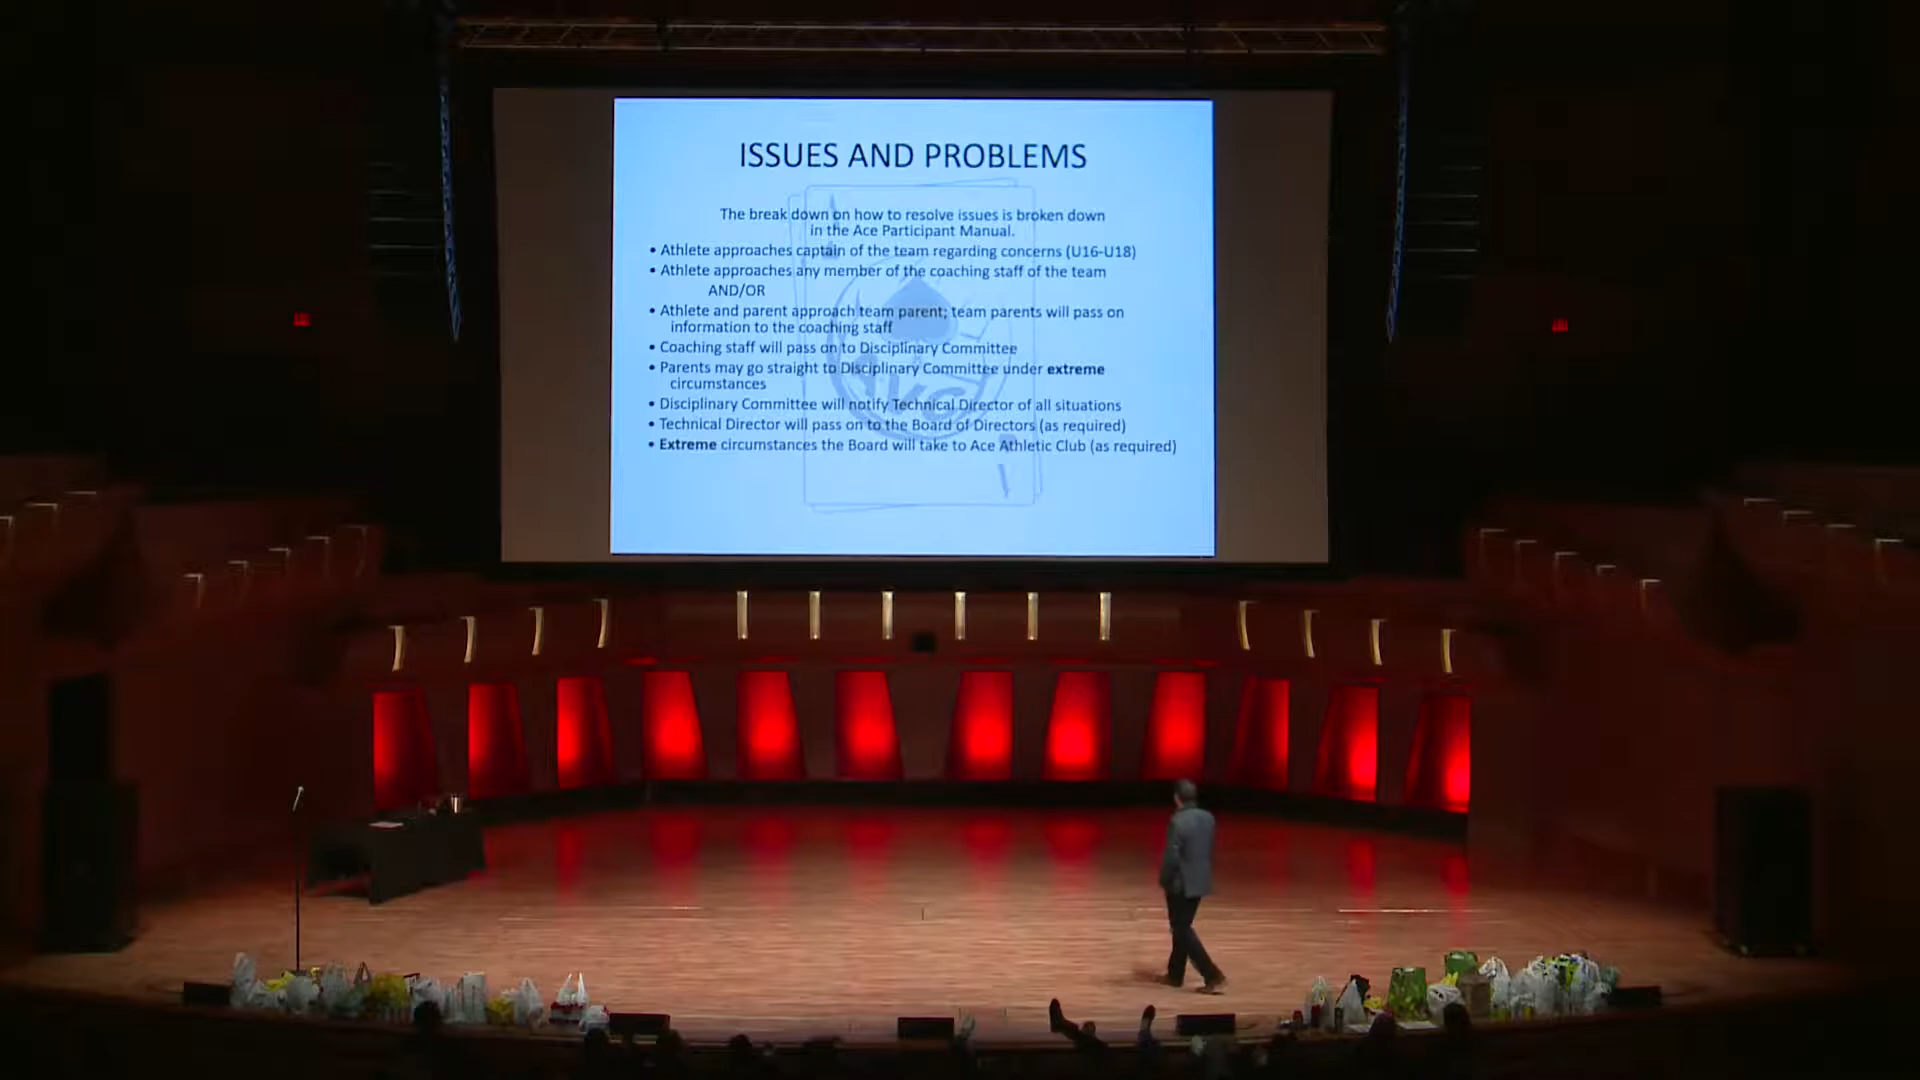 ISSUES AND PROBLEMS
The break down on how to resolve issues is broken down
in the Ace Participant Manual.
• Athlete approaches captain of the team regarding concerns (U16-U18)
• Athlete approaches any member of the coaching staff of the team
AND/OR
• Athlete and parent approach team parent; team parents will pass on
information to the coaching staff
• Coaching staff will pass on to Disciplinary Committee
• Parents may go straight to Disciplinary Committee under extreme
circumstances
• Disciplinary Committee will notify Technical Director of all situations
• Technical Director will pass on to the Board of Directors (as required)
• Extreme circumstances the Board will take to Ace Athletic Club (as required)